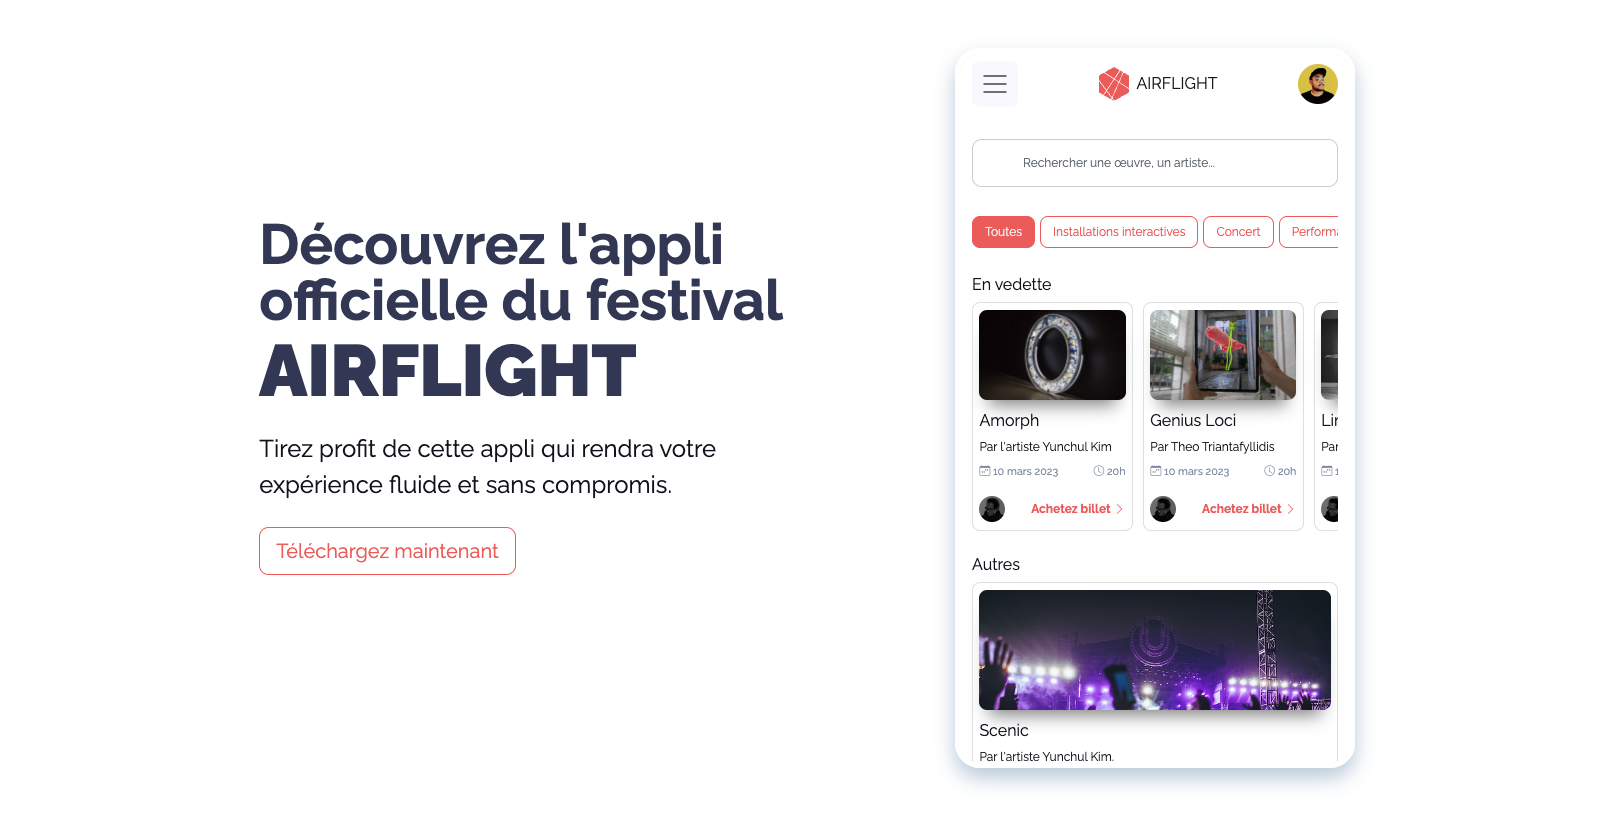 Découvrez l'appli
officielle du festival
AIRFLIGHT
Tirez profit de cette appli qui rendra votre
expérience fluide et sans compromis.
Téléchargez maintenant
AIRFLIGHT
Rechercher une œuvre, un artiste...
Toutes Installations interactives Concert Performa
En vedette
Amorph
Par l'artiste Yunchul Kim
10 mars 2023 20h
Achetez billet
Genius Loci
Par Theo Triantafyllidis
10 mars 2023 20h
Achetez billet
Par
1
Autres
Scenic
Par l'artiste Yunchul Kim.